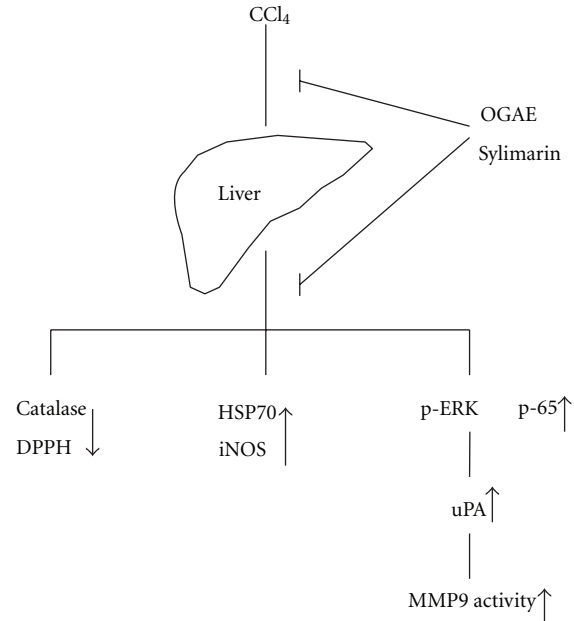 CCl₄
OGAE
Sylimarin
Liver
Catalase
DPPH
HSP70
iNOS
p-ERK
p-65
uPA
MMP9 activity